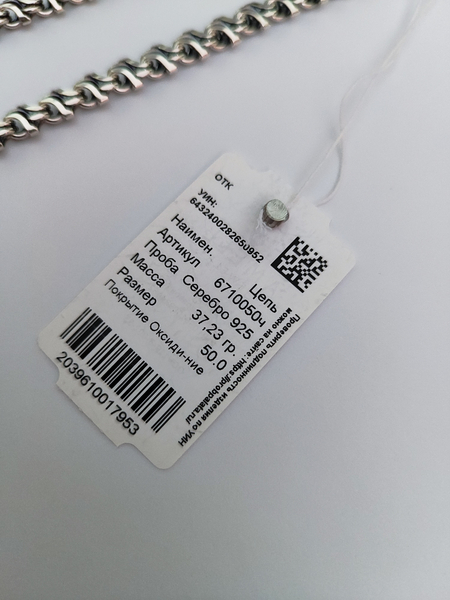 ОТК
УИН:
6432400282650952
Наимен. Цепь
Артикул 6710050ч
Проба Серебро 925
Масса 37,23 гр.
Размер 50.0
Покрытие Оксиди-ние
2039610017953
Проверить подлинность изделия по УИН
можно на сайте: https://probpalata.ru/